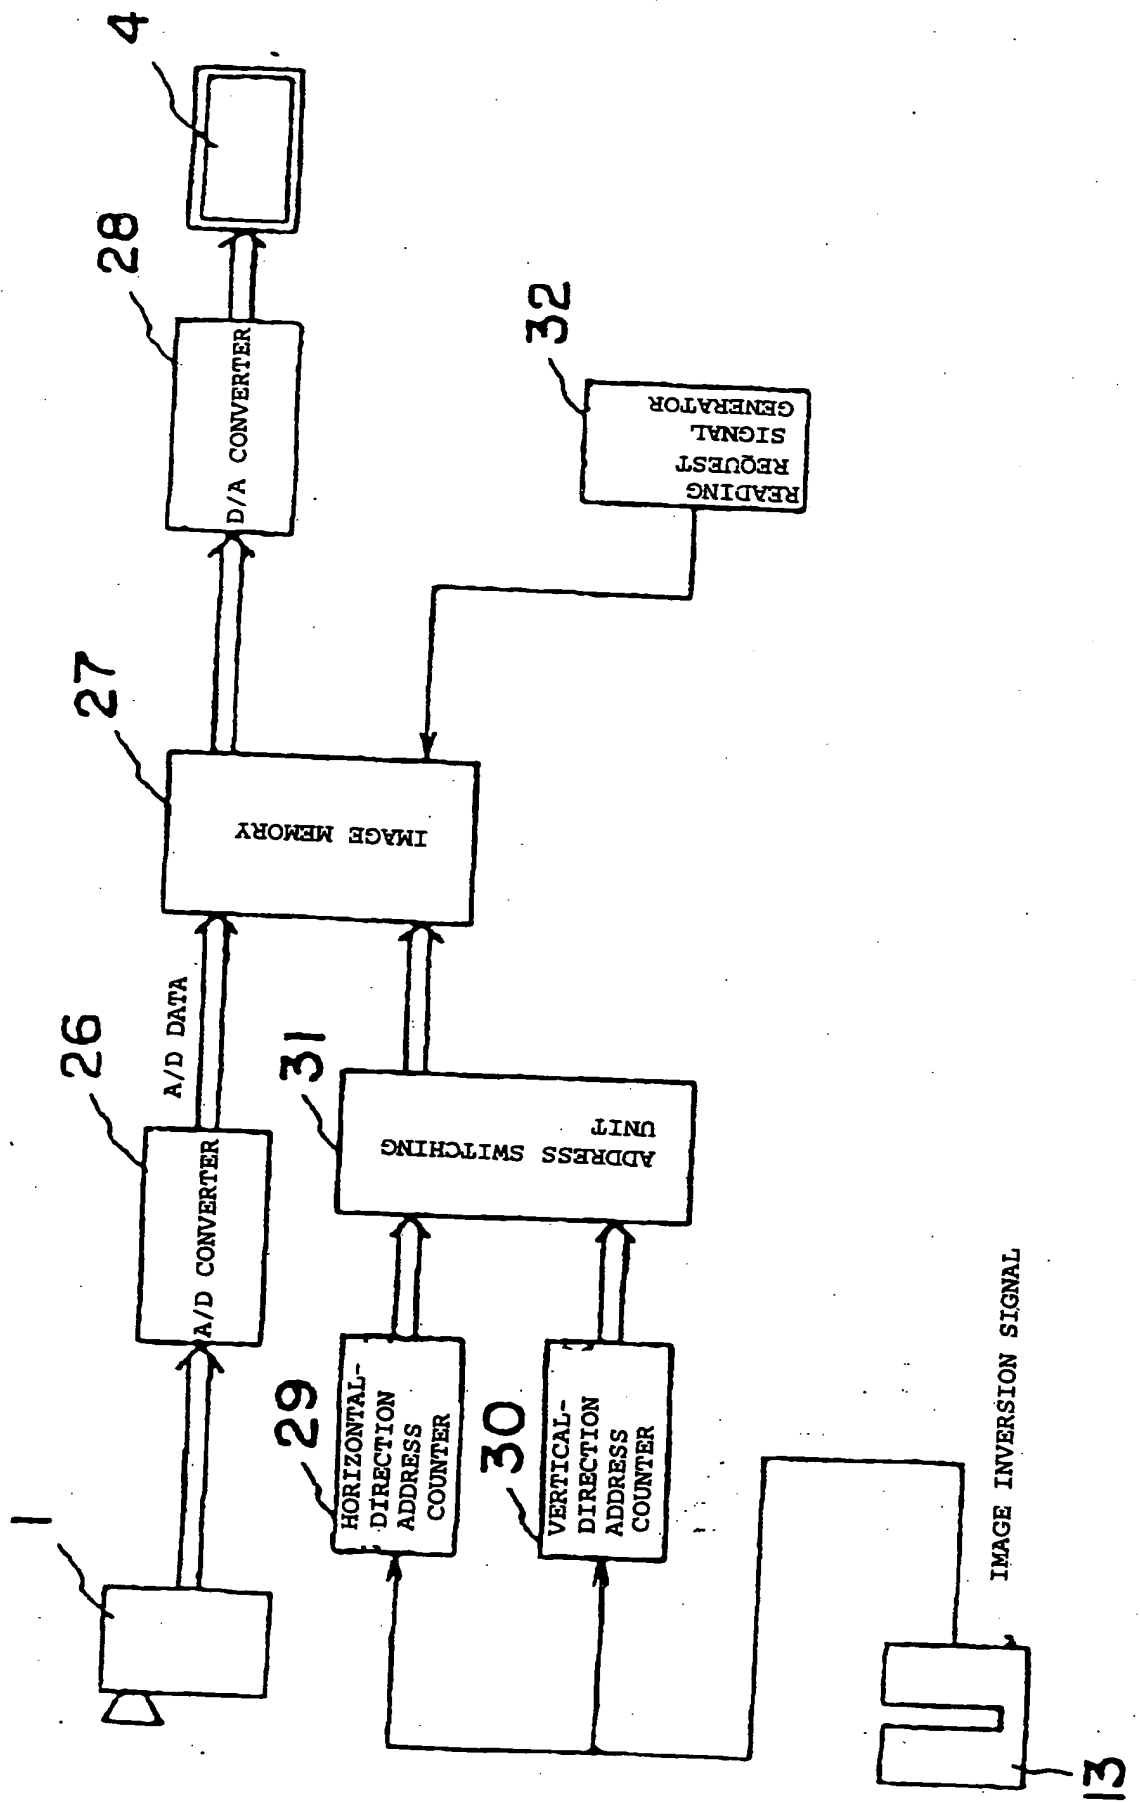 1
26
A/D CONVERTER
A/D DATA
27
IMAGE MEMORY
28
D/A CONVERTER
4
29
HORIZONTAL-
DIRECTION
ADDRESS
COUNTER
30
VERTICAL-
DIRECTION
ADDRESS
COUNTER
31
ADDRESS SWITCHING
UNIT
32
READING
REQUEST
SIGNAL
GENERATOR
13
IMAGE INVERSION SIGNAL